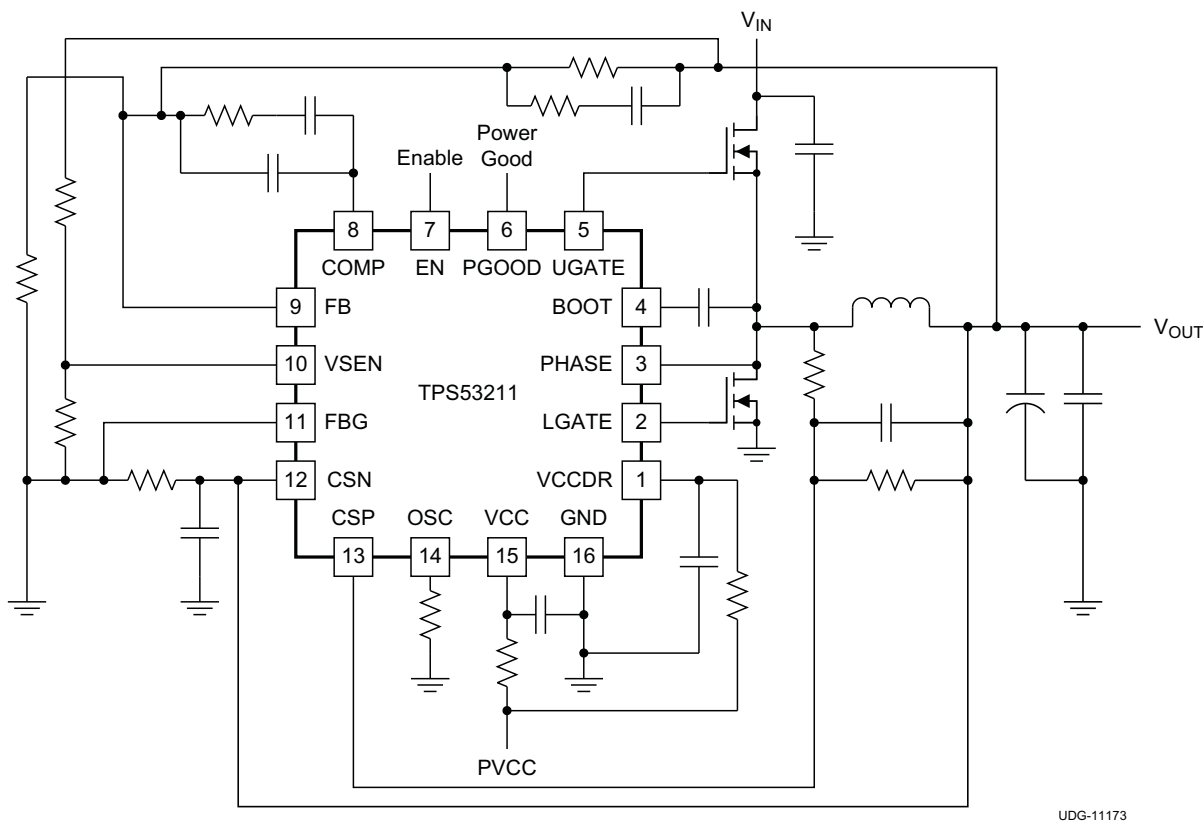 VIN
Power
Good
Enable
8
7
6
5
COMP
EN
PGOOD
UGATE
9
FB
BOOT
4
VOUT
10
VSEN
PHASE
3
TPS53211
11
FBG
LGATE
2
12
CSN
VCCDR
1
CSP
OSC
VCC
GND
13
14
15
16
PVCC
UDG-11173